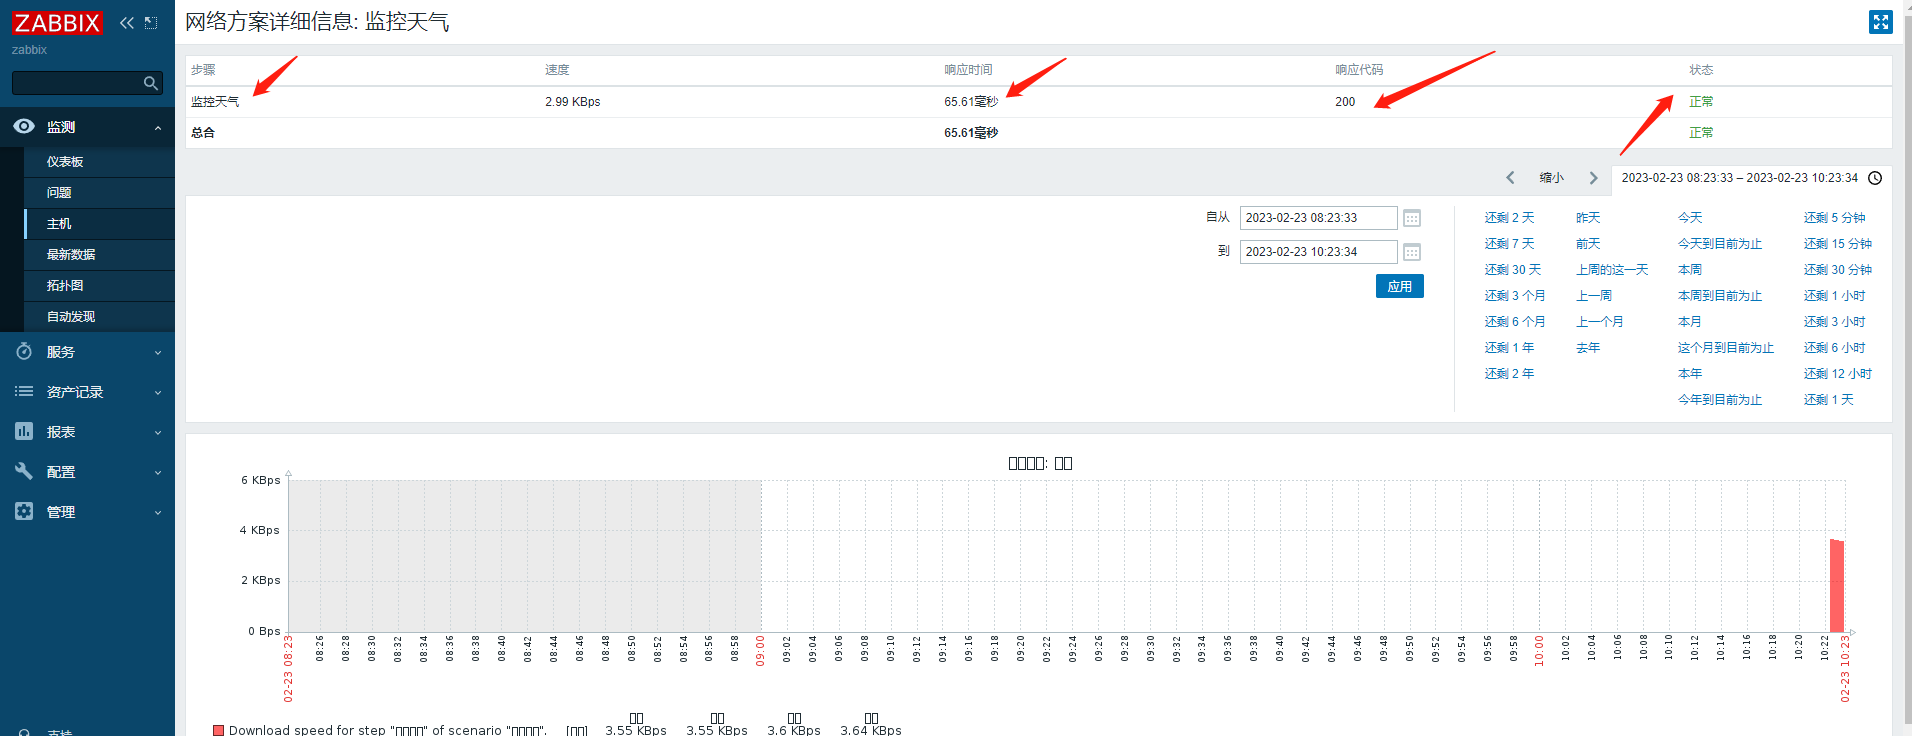 ZABBIX
zabbix
监测
仪表板
问题
主机
最新数据
拓扑图
自动发现
服务
资产记录
报表
配置
管理
支持
网络方案详细信息: 监控天气
步骤 速度 响应时间 响应代码 状态
监控天气 2.99 KBps 65.61毫秒 200 正常
总合 65.61毫秒 正常
缩小 2023-02-23 08:23:33 – 2023-02-23 10:23:34
自从 2023-02-23 08:23:33
到 2023-02-23 10:23:34
应用
还剩 2 天 昨天 今天 还剩 5 分钟
还剩 7 天 前天 今天到目前为止 还剩 15 分钟
还剩 30 天 上周的这一天 本周 还剩 30 分钟
还剩 3 个月 上一周 本周到目前为止 还剩 1 小时
还剩 6 个月 上一个月 本月 还剩 3 小时
还剩 1 年 去年 这个月到目前为止 还剩 6 小时
还剩 2 年 本年 还剩 12 小时
今年到目前为止 还剩 1 天
□□□□: □□
6 KBps
4 KBps
2 KBps
0 Bps
02-23 08:23 08:26 08:28 08:30 08:32 08:34 08:36 08:38 08:40 08:42 08:44 08:46 08:48 08:50 08:52 08:54 08:56 08:58 09:00 09:02 09:04 09:06 09:08 09:10 09:12 09:14 09:16 09:18 09:20 09:22 09:24 09:26 09:28 09:30 09:32 09:34 09:36 09:38 09:40 09:42 09:44 09:46 09:48 09:50 09:52 09:54 09:56 09:58 10:00 10:02 10:04 10:06 10:08 10:10 10:12 10:14 10:16 10:18 10:20 10:22 02-23 10:23
□□ □□ □□ □□
Download speed for step "□□□□" of scenario "□□□□". [□□] 3.55 KBps 3.55 KBps 3.6 KBps 3.64 KBps